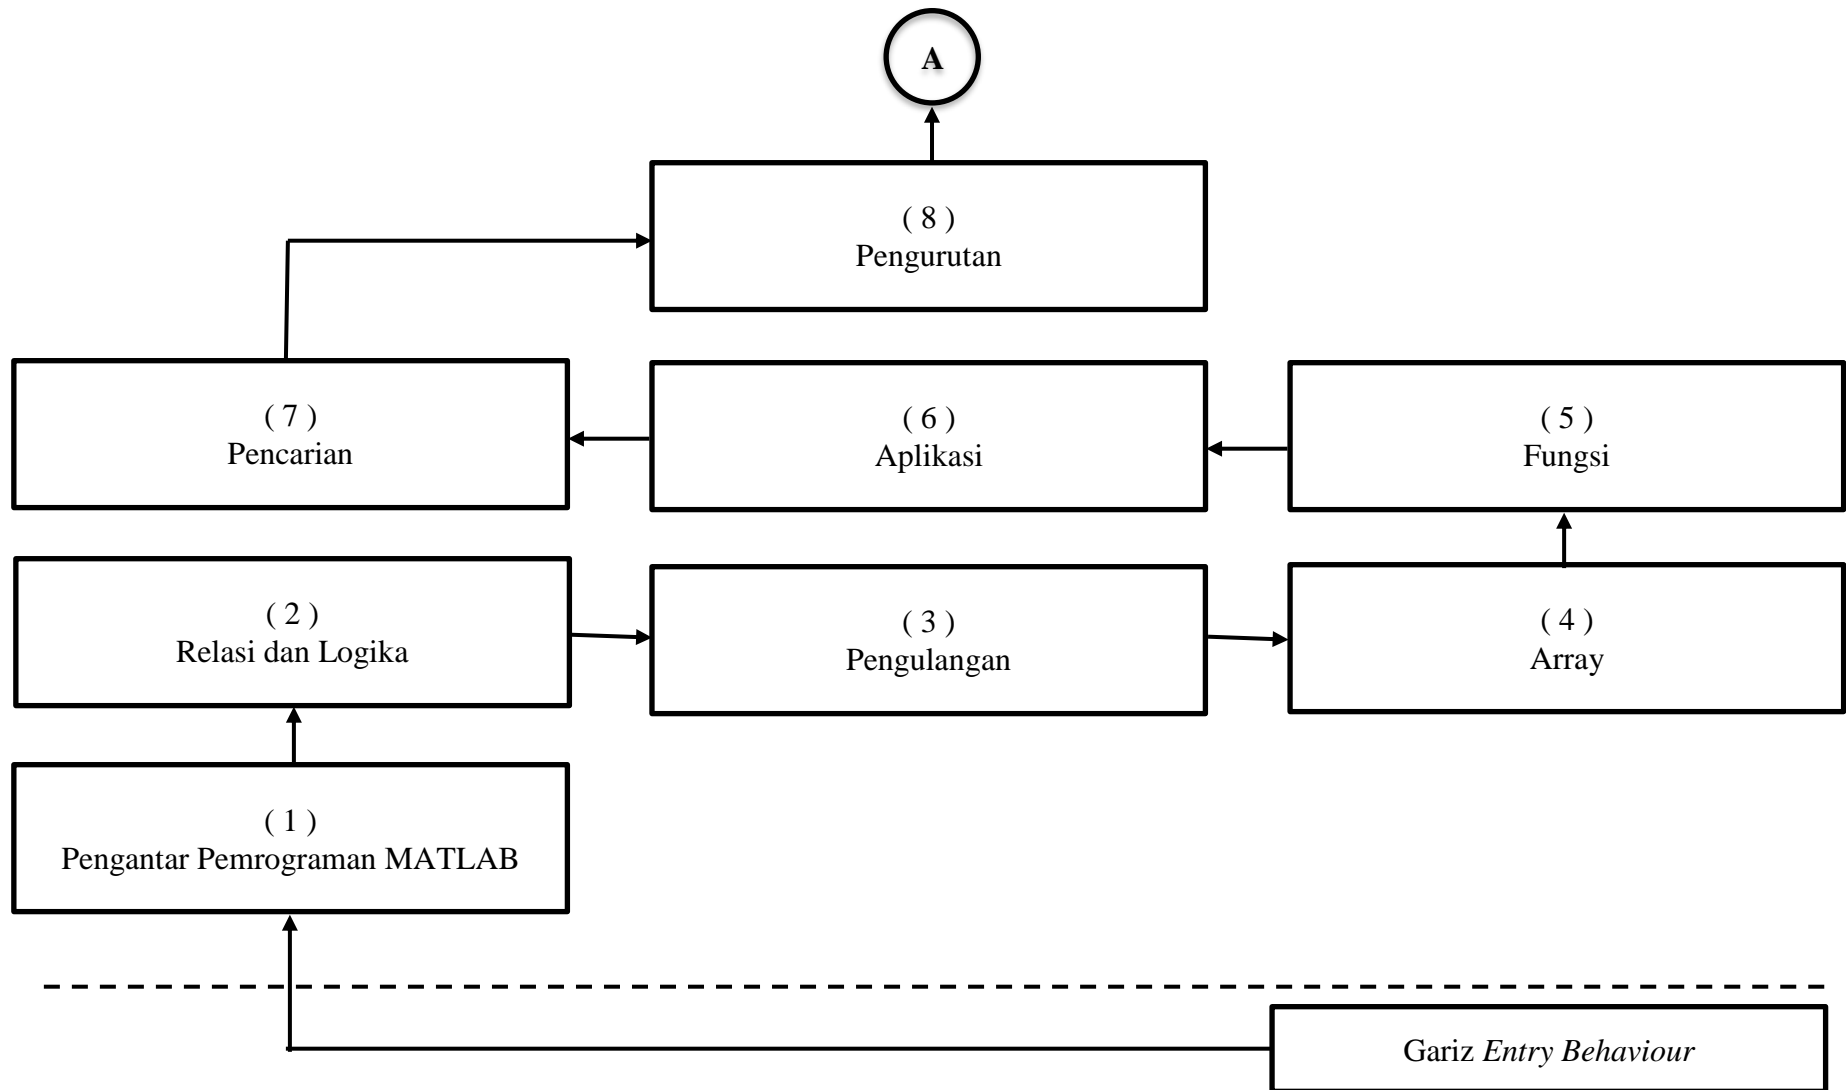 A
( 8 )
Pengurutan
( 7 )
Pencarian
( 6 )
Aplikasi
( 5 )
Fungsi
( 2 )
Relasi dan Logika
( 3 )
Pengulangan
( 4 )
Array
( 1 )
Pengantar Pemrograman MATLAB
Gariz Entry Behaviour